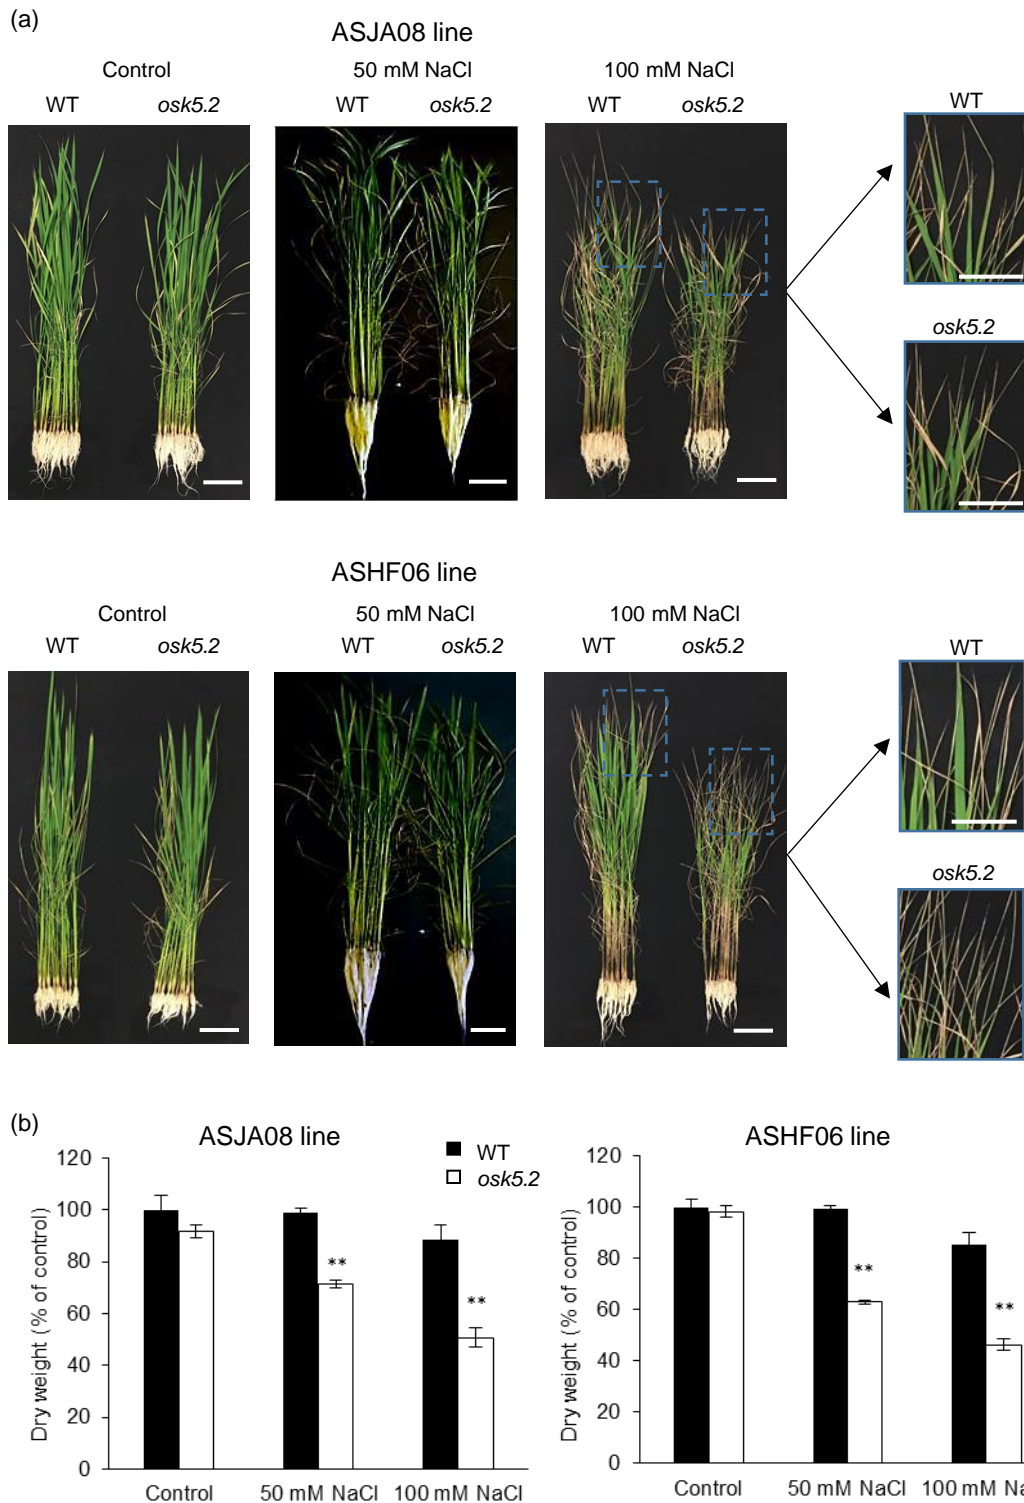 (a)
ASJA08 line
Control 50 mM NaCl 100 mM NaCl
WT osk5.2 WT osk5.2 WT osk5.2
WT
osk5.2
ASHF06 line
Control 50 mM NaCl 100 mM NaCl
WT osk5.2 WT osk5.2 WT osk5.2
WT
osk5.2
(b)
ASJA08 line
WT
osk5.2
Dry weight (% of control)
120
100
80
60
40
20
0
**
**
Control 50 mM NaCl 100 mM NaCl
ASHF06 line
Dry weight (% of control)
120
100
80
60
40
20
0
**
**
Control 50 mM NaCl 100 mM Na